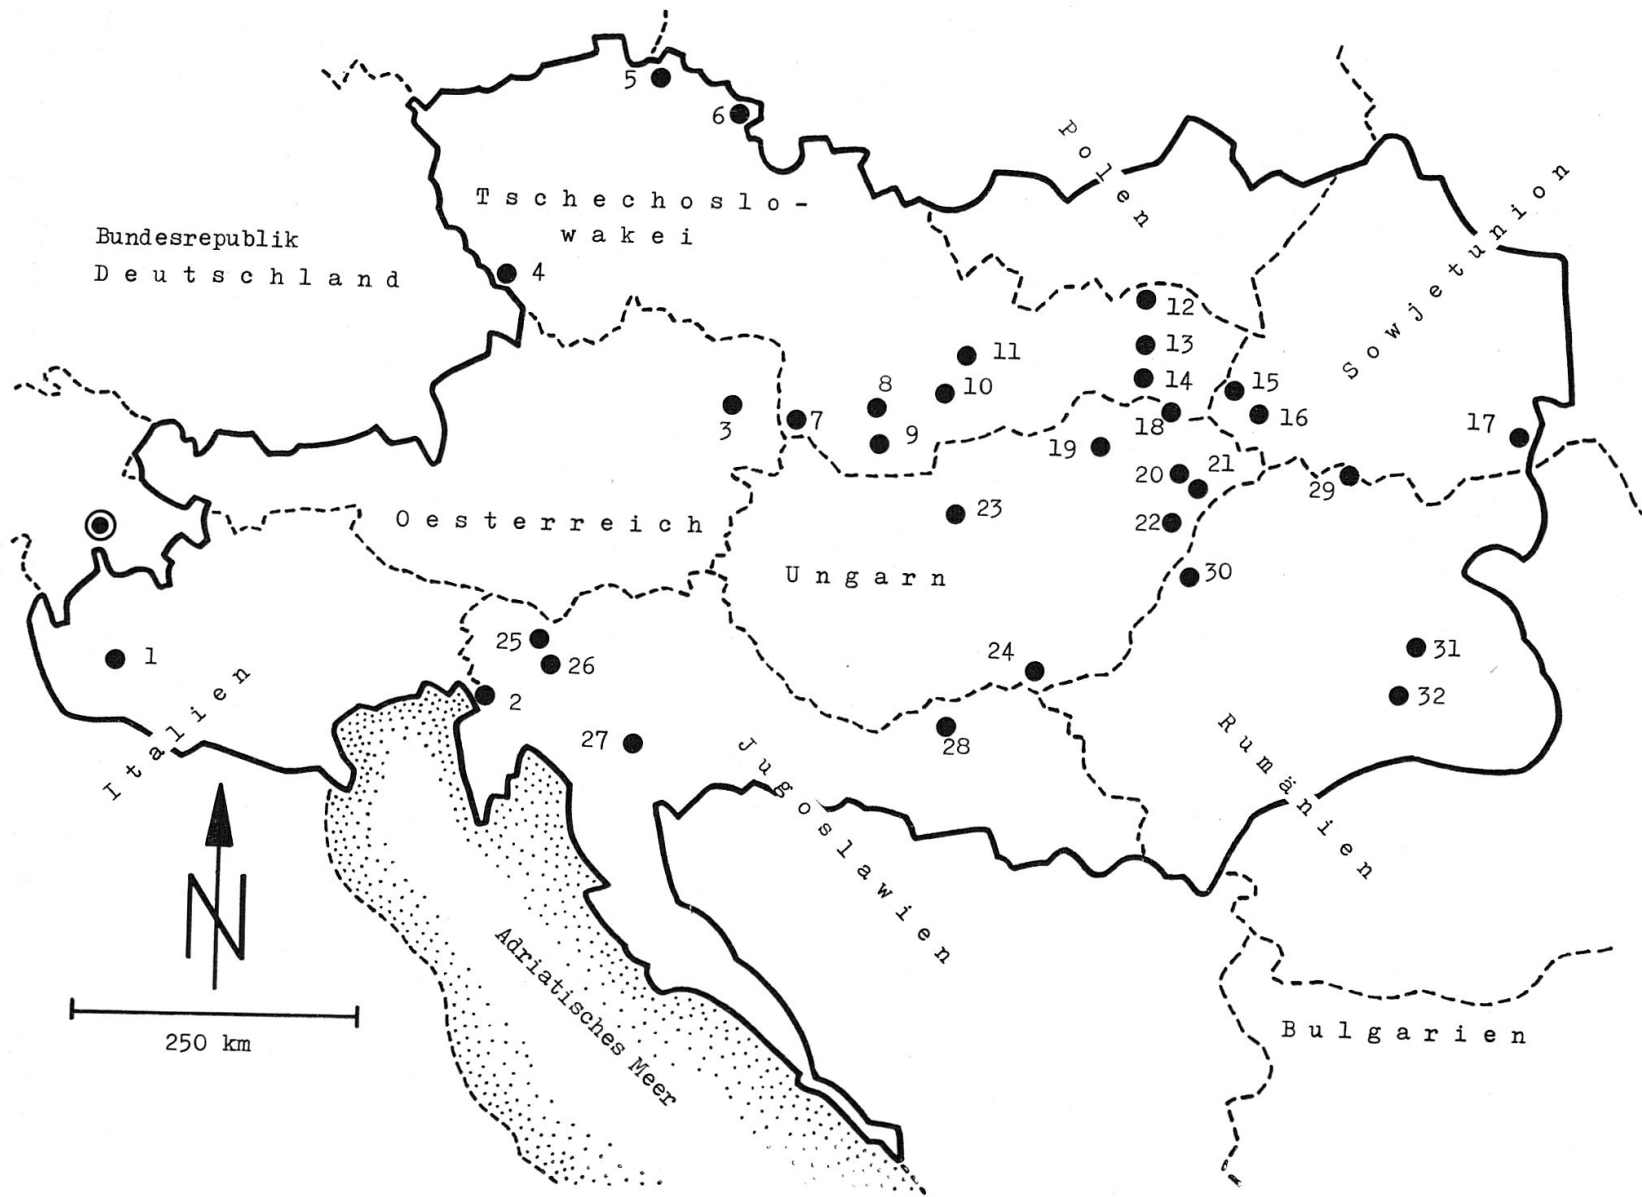 5
6
Polen
Tschechoslo-
wakei
Bundesrepublik
Deutschland
4
Sowjetunion
12
13
11
14
15
8
10
16
3
7
9
18
17
19
20
21
29
23
22
Oesterreich
Ungarn
30
25
24
31
1
26
2
32
Italien
27
28
Jugoslawien
Rumänien
N
250 km
Adriatisches Meer
Bulgarien